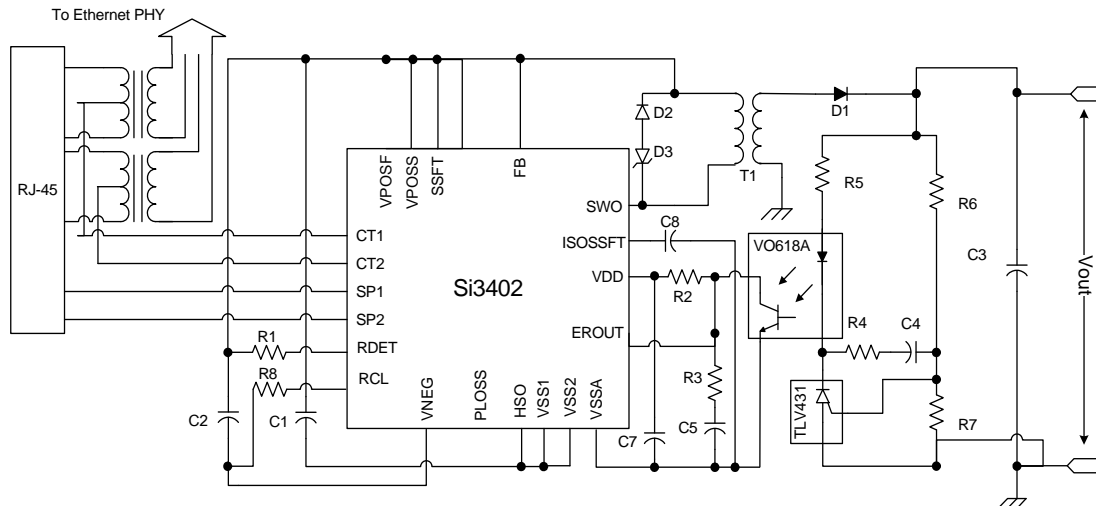 To Ethernet PHY
RJ-45
VPOSF
VPOSS
SSFT
FB
D2
D3
T1
D1
R5
R6
C3
Vout
CT1
CT2
SP1
SP2
RDET
RCL
Si3402
SWO
ISOSSFT
VDD
EROUT
VNEG
PLOSS
HSO
VSS1
VSS2
VSSA
C8
R2
VO618A
R4
C4
R1
R8
R3
TLV431
R7
C2
C1
C7
C5